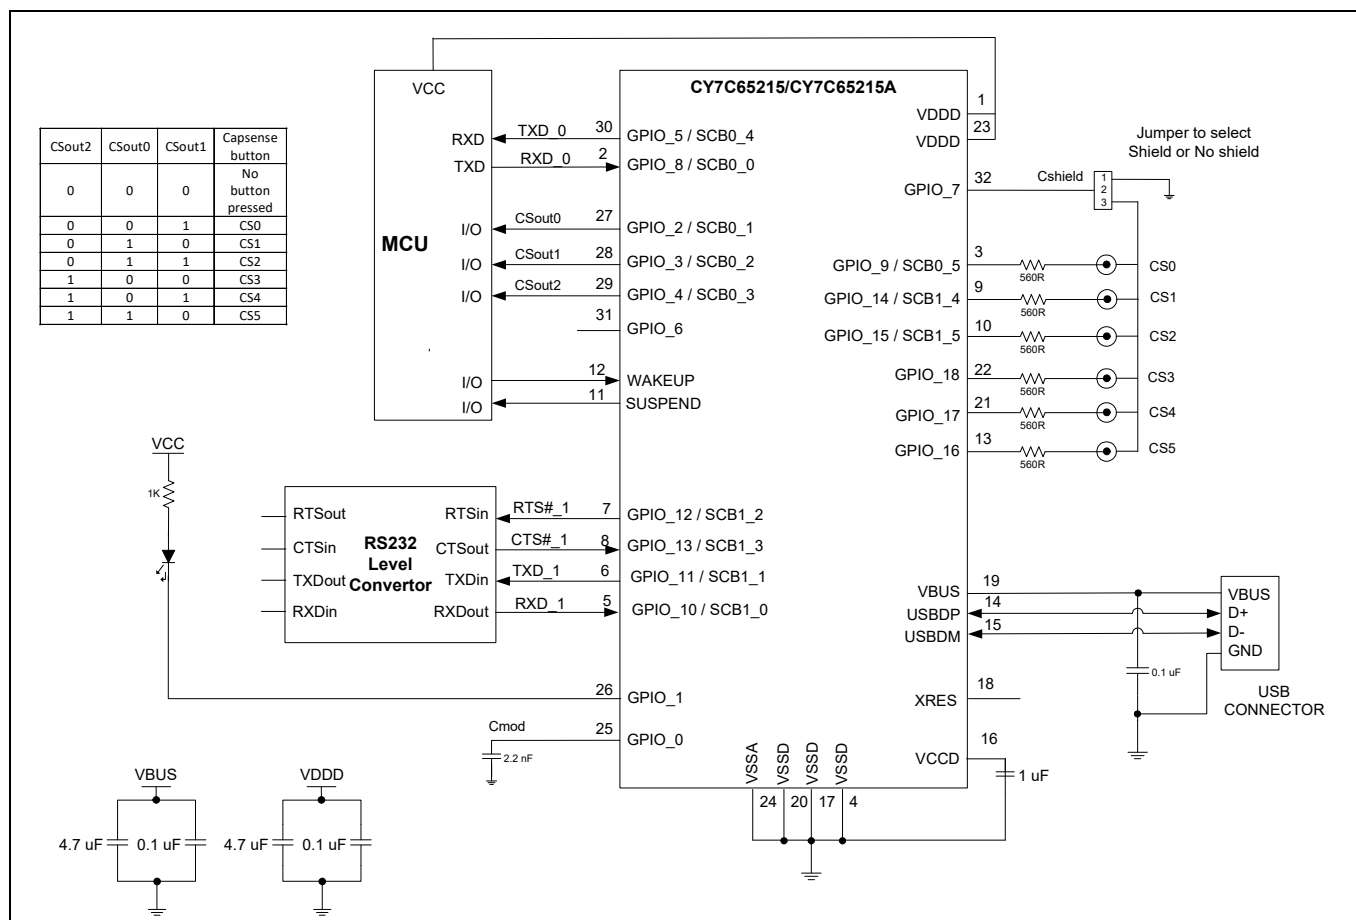 CSout2 CSout0 CSout1 Capsense button
0 0 0 No button pressed
0 0 1 CS0
0 1 0 CS1
0 1 1 CS2
1 0 0 CS3
1 0 1 CS4
1 1 0 CS5
VCC
MCU
RXD
TXD
I/O
I/O
I/O
I/O
I/O
TXD_0
RXD_0
CSout0
CSout1
CSout2
CY7C65215/CY7C65215A
30 GPIO_5 / SCB0_4
2 GPIO_8 / SCB0_0
27 GPIO_2 / SCB0_1
28 GPIO_3 / SCB0_2
29 GPIO_4 / SCB0_3
31 GPIO_6
12 WAKEUP
11 SUSPEND
7 GPIO_12 / SCB1_2
8 GPIO_13 / SCB1_3
6 GPIO_11 / SCB1_1
5 GPIO_10 / SCB1_0
26 GPIO_1
25 GPIO_0
VDDD 1
VDDD 23
GPIO_7 32
Cshield
1
2
3
Jumper to select
Shield or No shield
GPIO_9 / SCB0_5 3 560R CS0
GPIO_14 / SCB1_4 9 560R CS1
GPIO_15 / SCB1_5 10 560R CS2
GPIO_18 22 560R CS3
GPIO_17 21 560R CS4
GPIO_16 13 560R CS5
VBUS 19
USBDP 14
USBDM 15
XRES 18
VCCD 16
1 uF
VBUS
D+
D-
GND
0.1 uF
USB
CONNECTOR
VSSA
VSSD
VSSD
VSSD
24 20 17 4
VCC
1K
RTSout RTSin RTS#_1
CTSin CTSout CTS#_1
TXDout TXDin TXD_1
RXDin RXDout RXD_1
RS232
Level
Convertor
Cmod
2.2 nF
VBUS
4.7 uF 0.1 uF
VDDD
4.7 uF 0.1 uF